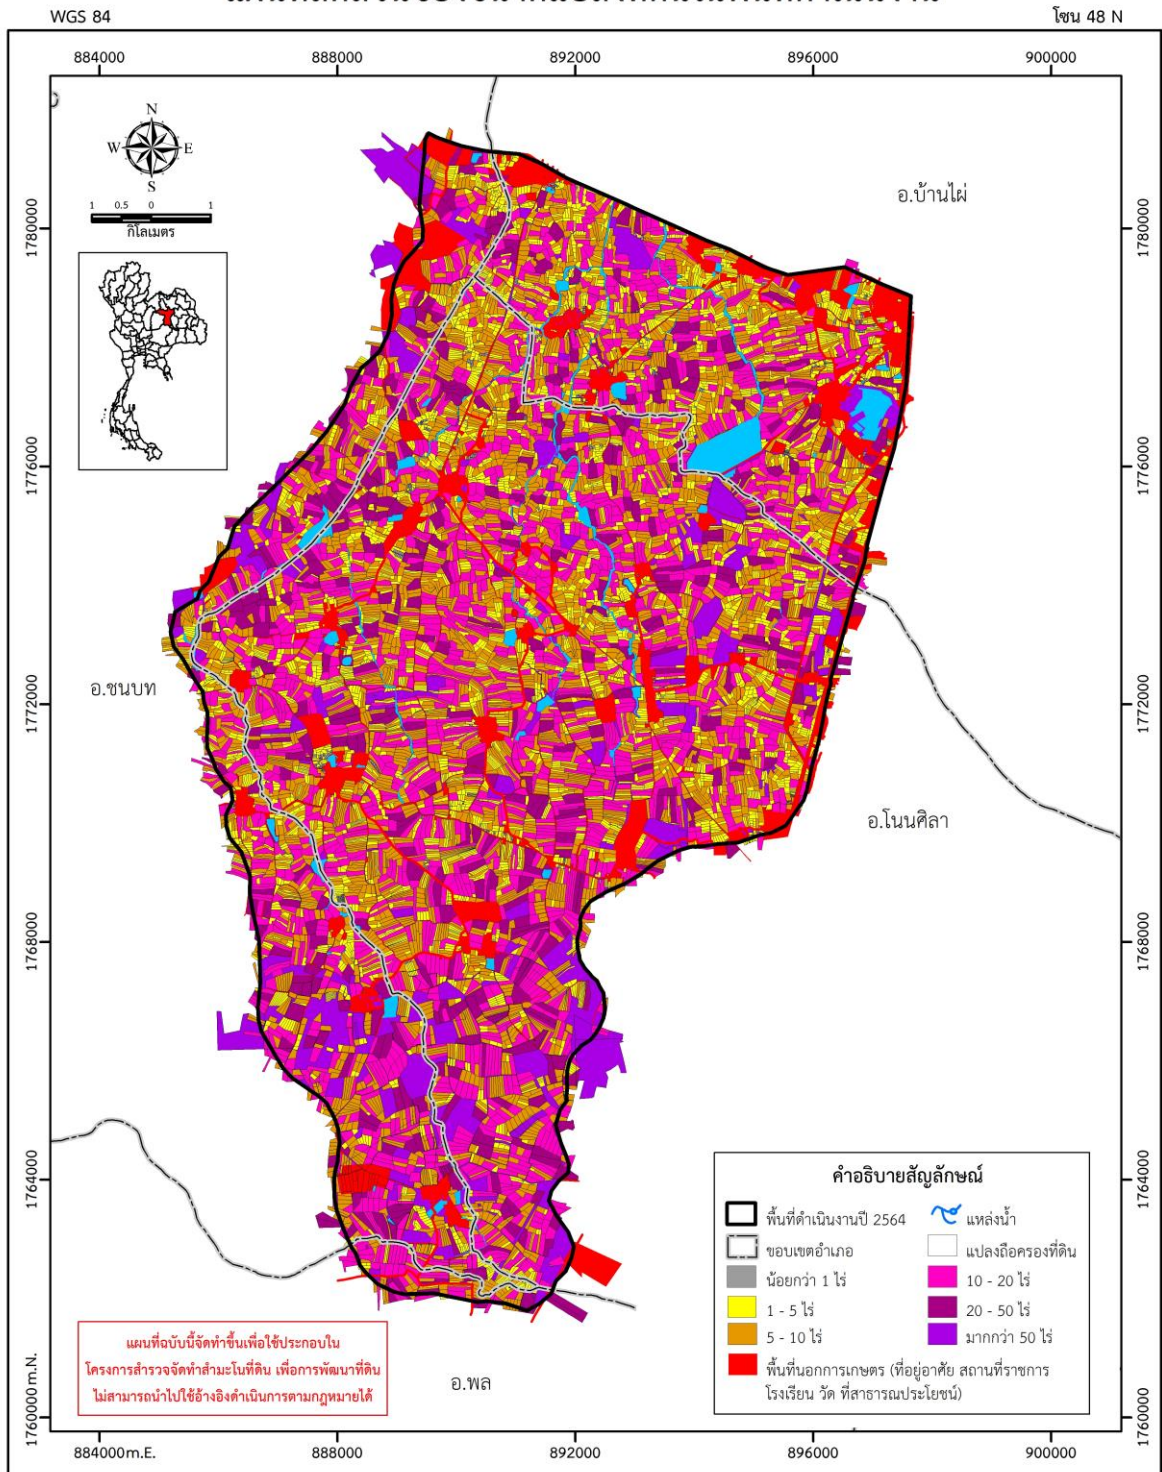 WGS 84
โซน 48 N
884000
888000
892000
896000
900000
N
W
E
S
1 0.5 0 1
กิโลเมตร
1780000
1780000
อ.บ้านไผ่
1776000
1776000
อ.ชนบท
1772000
1772000
อ.โนนศิลา
1768000
1768000
1764000
1764000
คำอธิบายสัญลักษณ์
พื้นที่ดำเนินงานปี 2564
แหล่งน้ำ
ขอบเขตอำเภอ
แปลงถือครองที่ดิน
น้อยกว่า 1 ไร่
10 - 20 ไร่
1 - 5 ไร่
20 - 50 ไร่
5 - 10 ไร่
มากกว่า 50 ไร่
พื้นที่นอกการเกษตร (ที่อยู่อาศัย สถานที่ราชการ
โรงเรียน วัด ที่สาธารณประโยชน์)
แผนที่ฉบับนี้จัดทำขึ้นเพื่อใช้ประกอบใน
โครงการสำรวจจัดทำสำมะโนที่ดิน เพื่อการพัฒนาที่ดิน
ไม่สามารถนำไปใช้อ้างอิงดำเนินการตามกฎหมายได้
อ.พล
1760000m.N.
1760000
884000m.E.
888000
892000
896000
900000